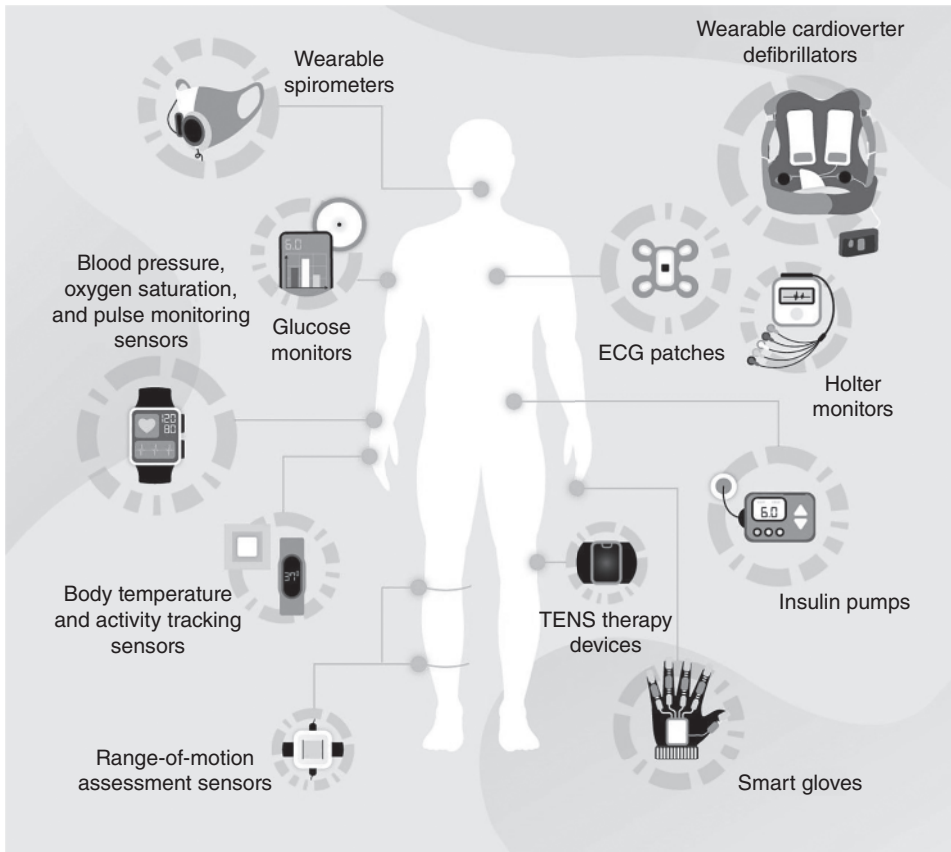 Wearable cardioverter
defibrillators
Wearable
spirometers
6.0
Blood pressure,
oxygen saturation,
and pulse monitoring
sensors
Glucose
monitors
ECG patches
Holter
monitors
120
80
6.0
37°
Body temperature
and activity tracking
sensors
TENS therapy
devices
Insulin pumps
Range-of-motion
assessment sensors
Smart gloves